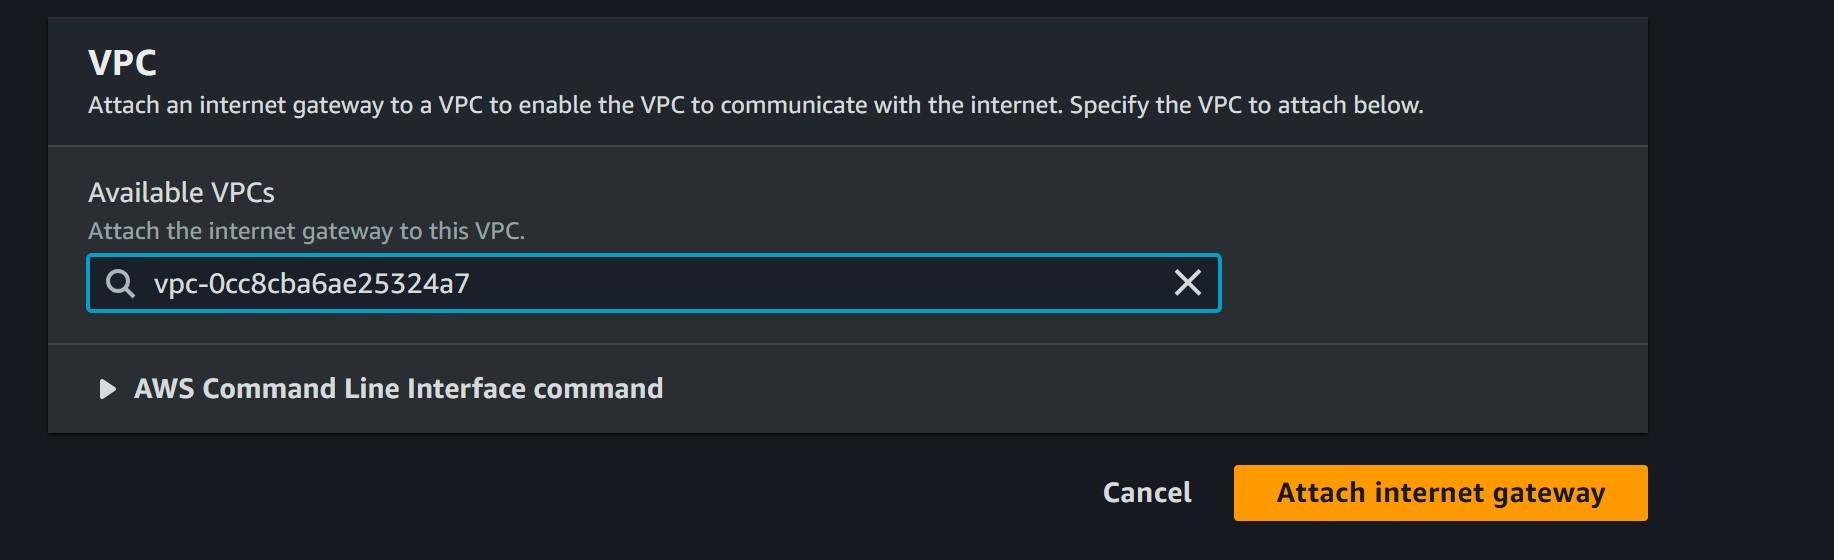 VPC
Attach an internet gateway to a VPC to enable the VPC to communicate with the internet. Specify the VPC to attach below.
Available VPCs
Attach the internet gateway to this VPC.
vpc-0cc8cba6ae25324a7
AWS Command Line Interface command
Cancel
Attach internet gateway